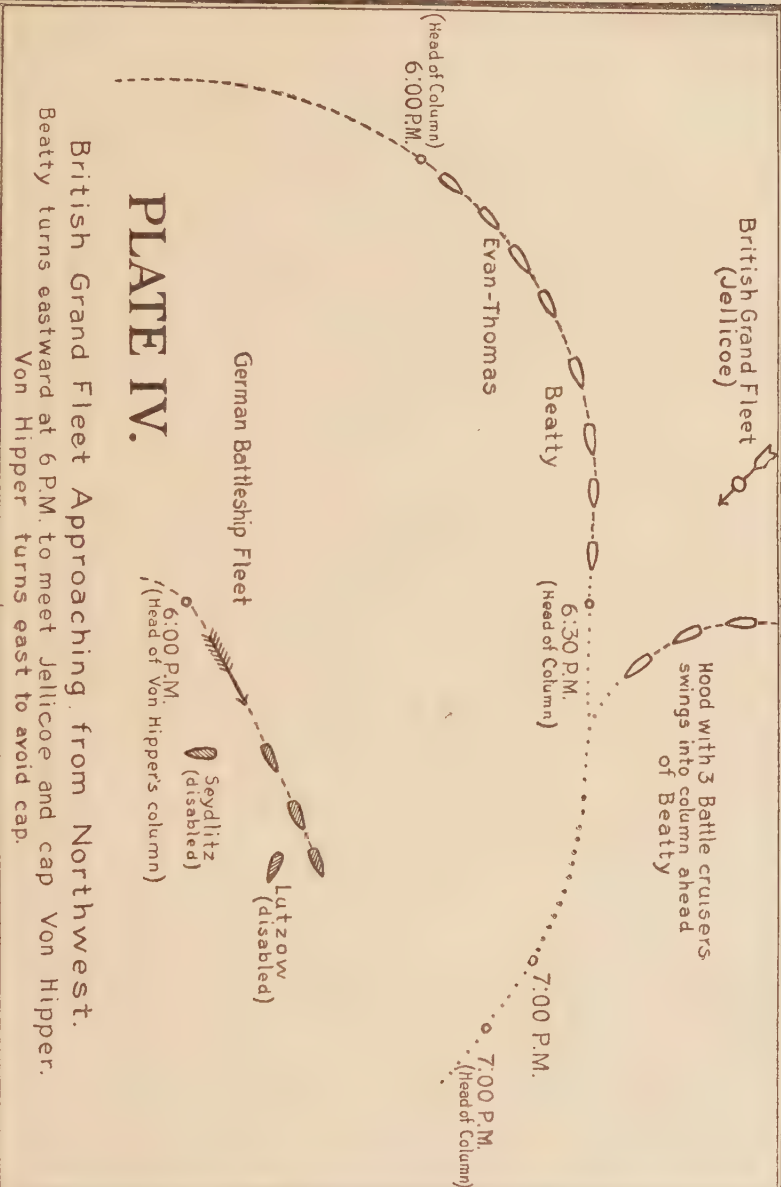 British Grand Fleet
(Jellicoe)
Hood with 3 Battle cruisers
swings into column ahead
of Beatty
(Head of Column)
6:00 P.M.
Evan-Thomas
Beatty
6:30 P.M.
(Head of Column)
7:00 P.M.
7:00 P.M.
(Head of Column)
German Battleship Fleet
6:00 P.M.
(Head of Von Hipper's column)
Seydlitz
(disabled)
Lutzow
(disabled)
PLATE IV.
British Grand Fleet Approaching from Northwest.
Beatty turns eastward at 6 P.M. to meet Jellicoe and cap Von Hipper.
Von Hipper turns east to avoid cap.